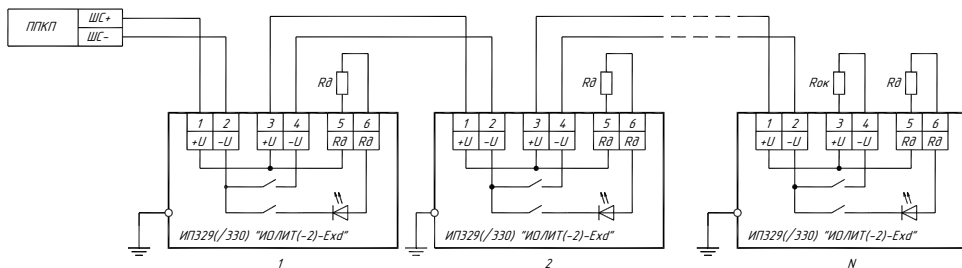 ППКП
ШС+
ШС-
Rд
Rд
Rок
Rд
1 2 3 4 5 6
+U -U +U -U Rд Rд
1 2 3 4 5 6
+U -U +U -U Rд Rд
1 2 3 4 5 6
+U -U +U -U Rд Rд
ИП329(/330) "ИОЛИТ(-2)-Exd"
ИП329(/330) "ИОЛИТ(-2)-Exd"
ИП329(/330) "ИОЛИТ(-2)-Exd"
1
2
N